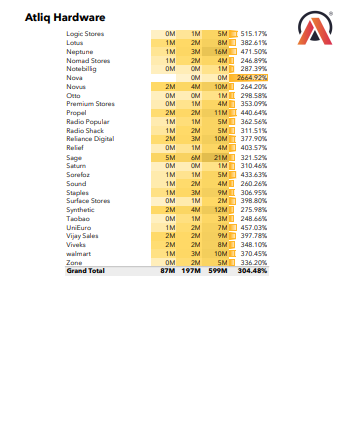 Atliq Hardware
Logic Stores 0M 1M 5M 515.17%
Lotus 1M 2M 8M 382.61%
Neptune 1M 3M 16M 471.50%
Nomad Stores 1M 2M 4M 246.89%
Notebillig 0M 0M 1M 287.39%
Nova 0M 0M 2664.92%
Novus 2M 4M 10M 264.20%
Otto 0M 0M 1M 298.58%
Premium Stores 0M 1M 4M 353.09%
Propel 2M 2M 11M 440.64%
Radio Popular 1M 1M 5M 362.56%
Radio Shack 1M 2M 5M 311.51%
Reliance Digital 2M 3M 10M 377.90%
Relief 0M 1M 4M 403.57%
Sage 5M 6M 21M 321.52%
Saturn 0M 0M 1M 310.46%
Sorefoz 1M 1M 5M 433.63%
Sound 1M 2M 4M 260.26%
Staples 1M 3M 9M 306.95%
Surface Stores 0M 1M 2M 398.80%
Synthetic 2M 4M 12M 275.98%
Taobao 0M 1M 3M 248.66%
UniEuro 1M 2M 7M 457.03%
Vijay Sales 2M 2M 9M 397.78%
Viveks 2M 2M 8M 348.10%
walmart 1M 3M 10M 370.45%
Zone 0M 2M 5M 336.20%
Grand Total 87M 197M 599M 304.48%